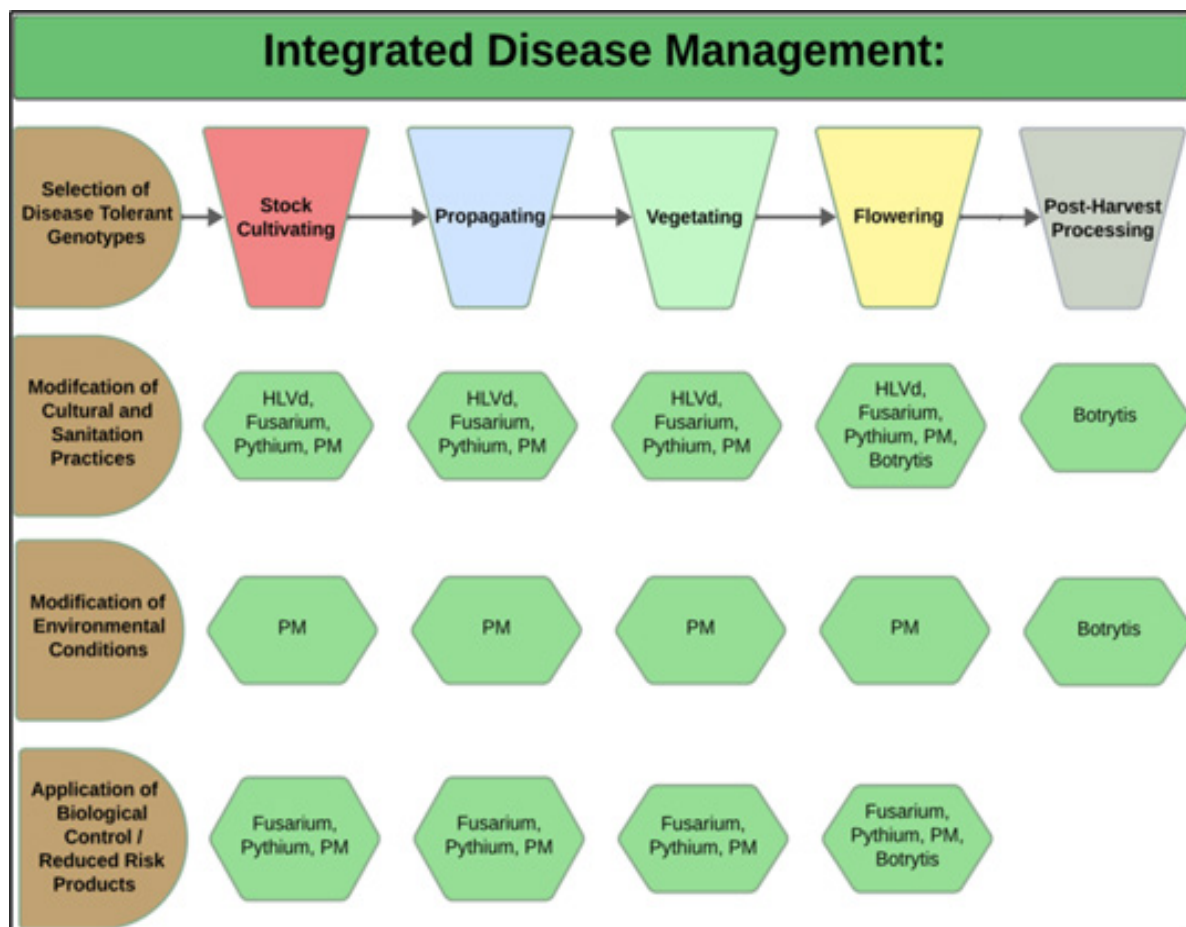 Integrated Disease Management:
Selection of
Disease Tolerant
Genotypes
Stock
Cultivating
Propagating
Vegetating
Flowering
Post-Harvest
Processing
Modifcation of
Cultural and
Sanitation
Practices
HLVd,
Fusarium,
Pythium, PM
HLVd,
Fusarium,
Pythium, PM
HLVd,
Fusarium,
Pythium, PM
HLVd,
Fusarium,
Pythium, PM,
Botrytis
Botrytis
Modification of
Environmental
Conditions
PM
PM
PM
PM
Botrytis
Application of
Biological
Control /
Reduced Risk
Products
Fusarium,
Pythium, PM
Fusarium,
Pythium, PM
Fusarium,
Pythium, PM
Fusarium,
Pythium, PM,
Botrytis